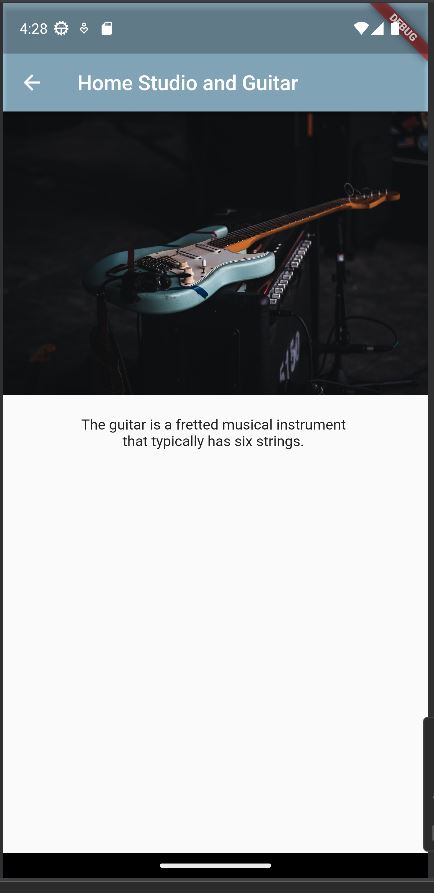 4:28
DEBUG
Home Studio and Guitar
The guitar is a fretted musical instrument
that typically has six strings.